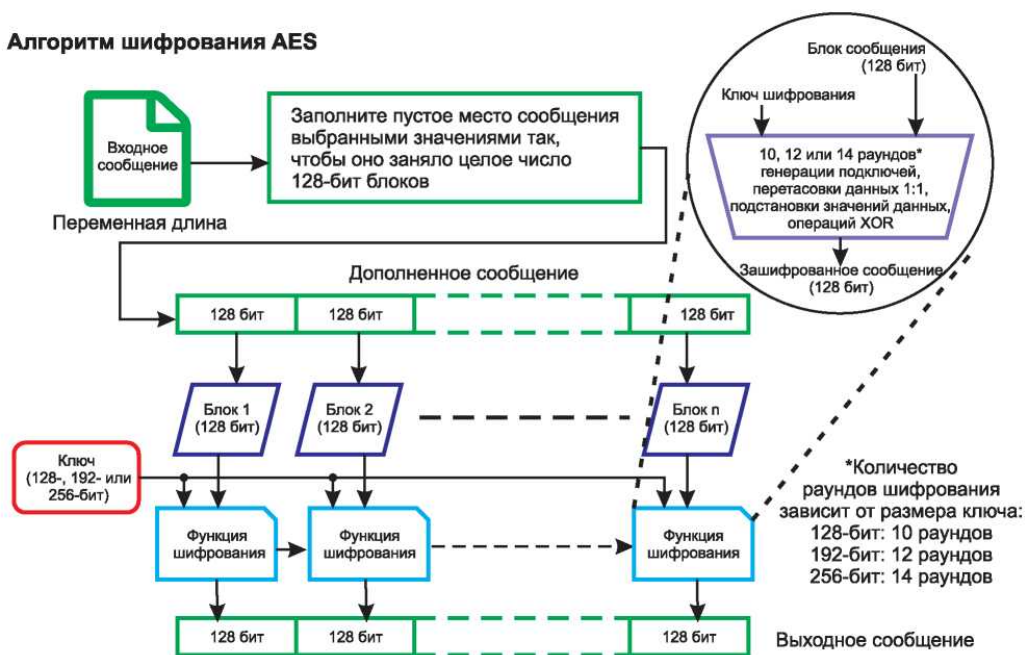 Алгоритм шифрования AES
Входное
сообщение
Переменная длина
Заполните пустое место сообщения
выбранными значениями так,
чтобы оно заняло целое число
128-бит блоков
Блок сообщения
(128 бит)
Ключ шифрования
10, 12 или 14 раундов*
генерации подключей,
перетасовки данных 1:1,
подстановки значений данных,
операций XOR
Зашифрованное сообщение
(128 бит)
Дополненное сообщение
128 бит
128 бит
128 бит
Блок 1
(128 бит)
Блок 2
(128 бит)
Блок n
(128 бит)
Ключ
(128-, 192- или
256-бит)
Функция
шифрования
Функция
шифрования
Функция
шифрования
*Количество
раундов шифрования
зависит от размера ключа:
128-бит: 10 раундов
192-бит: 12 раундов
256-бит: 14 раундов
128 бит
128 бит
128 бит
Выходное сообщение